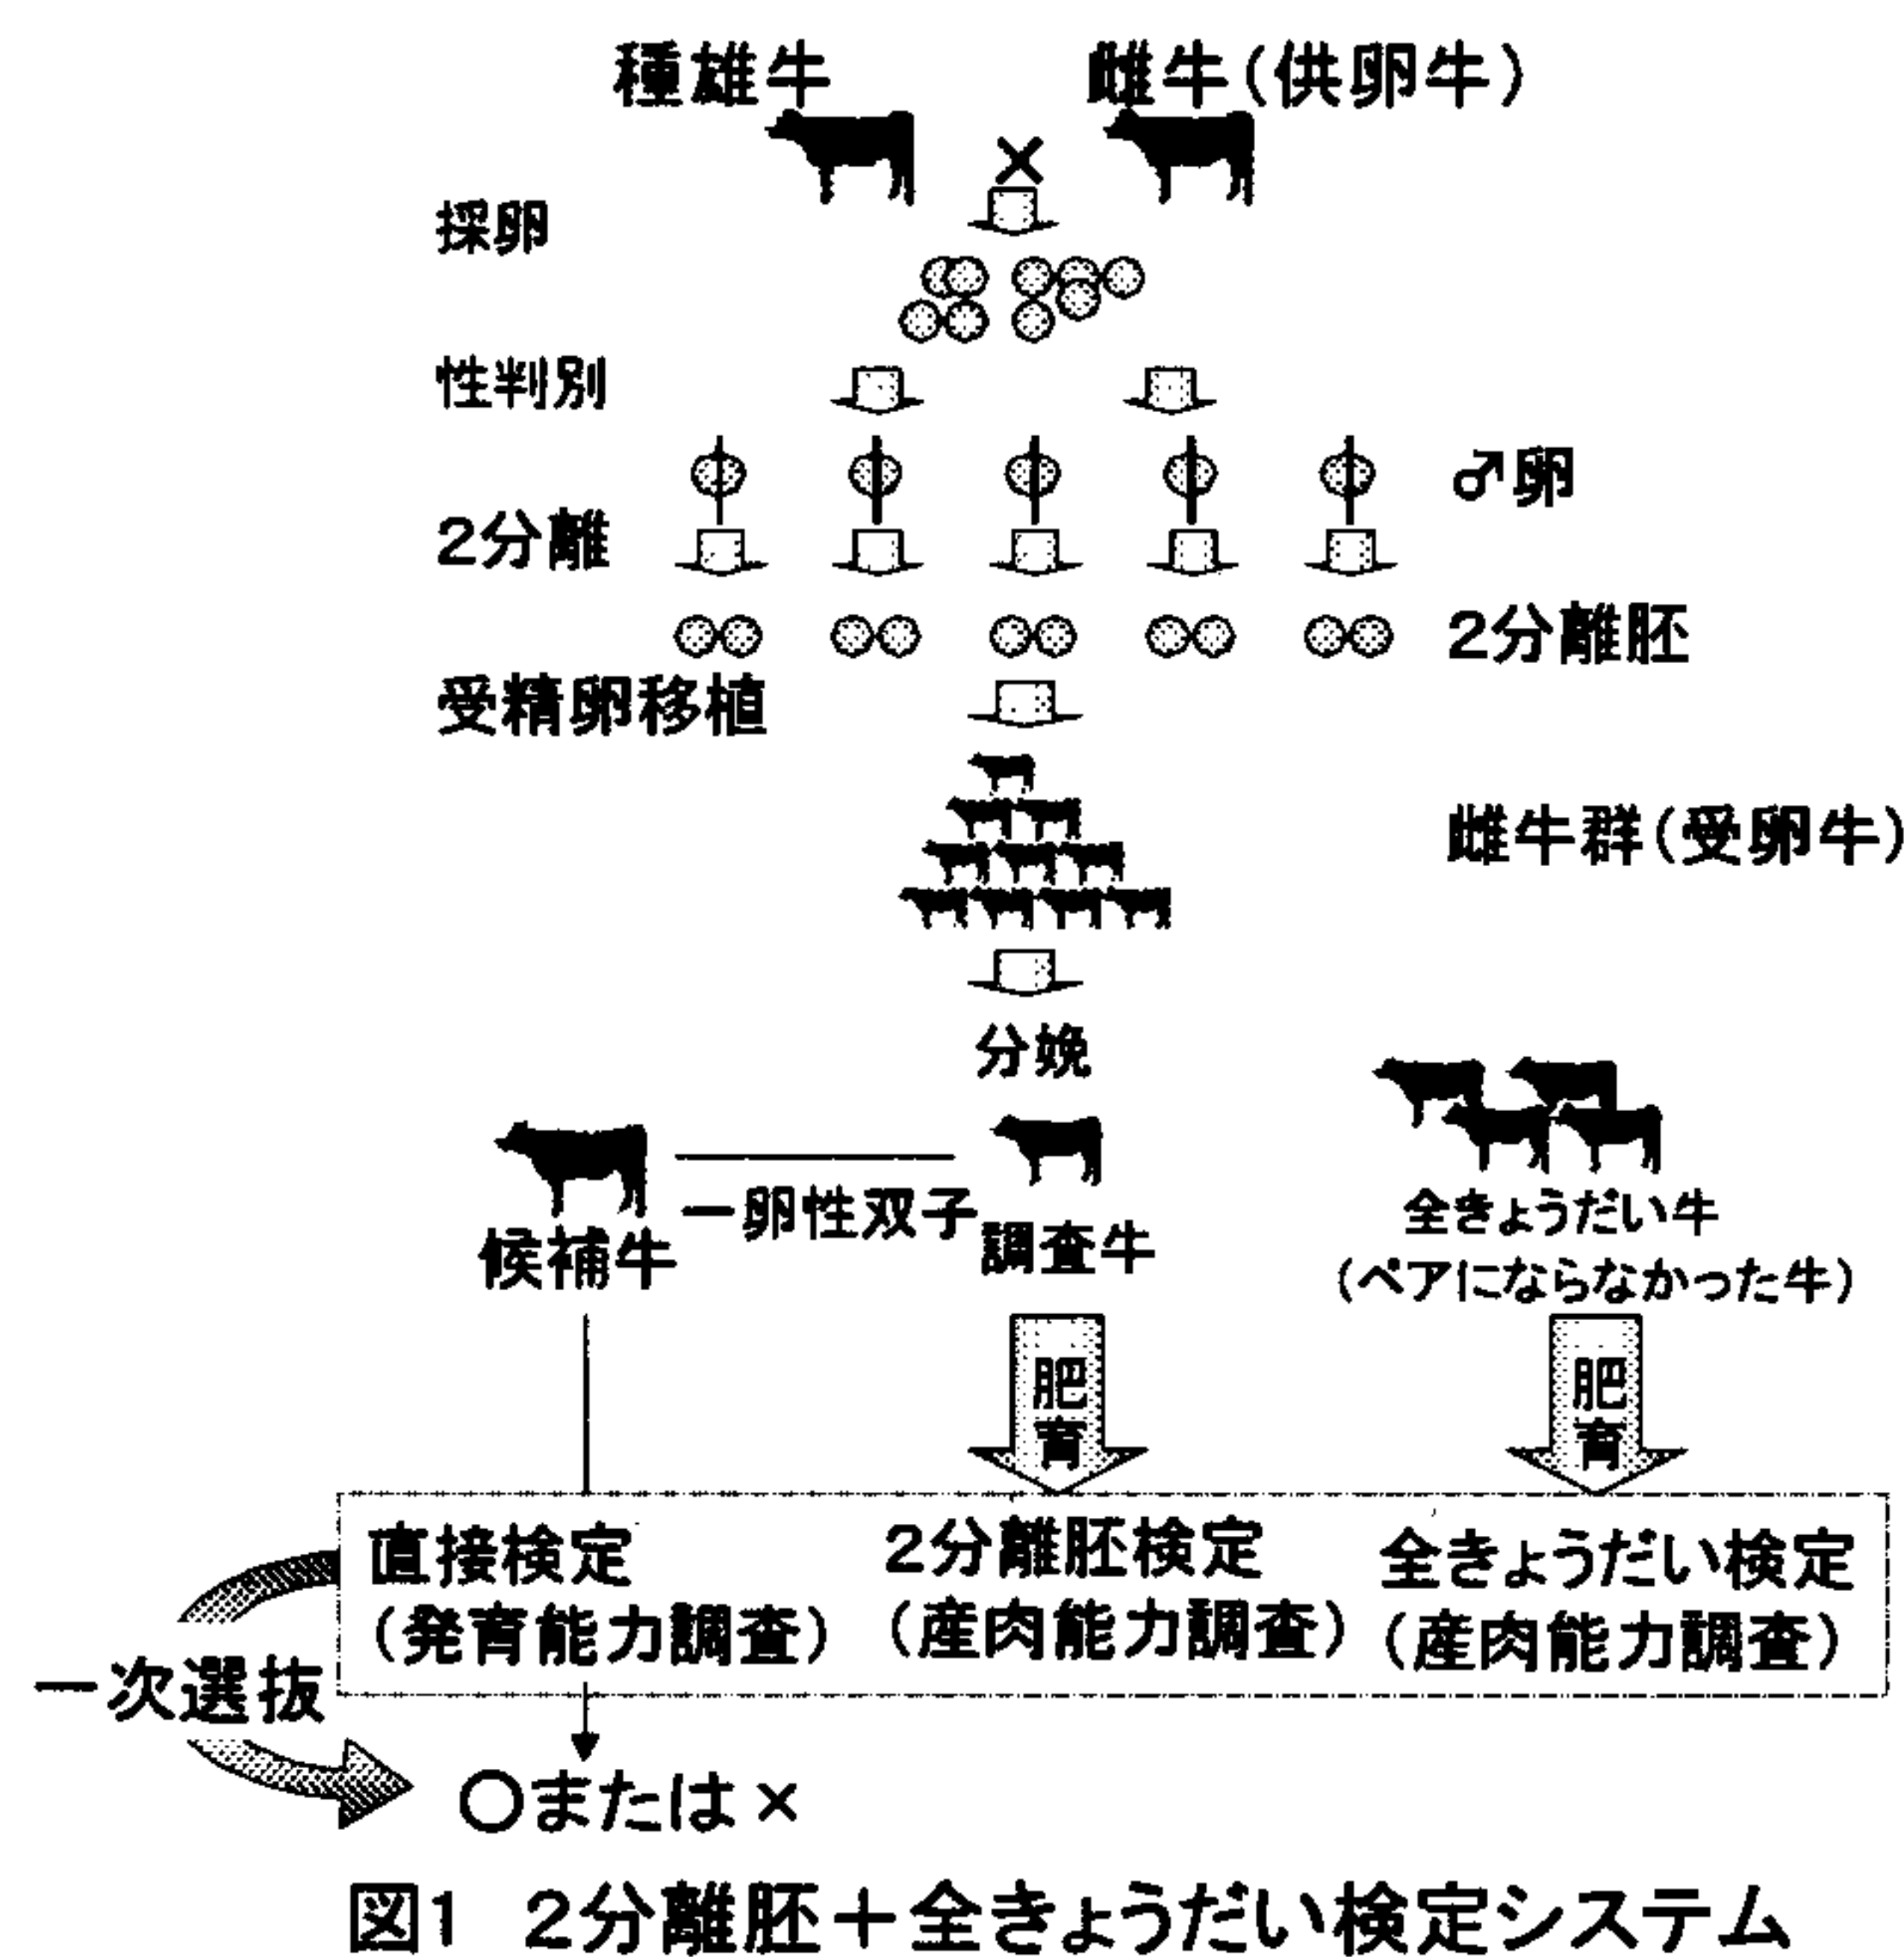 種雄牛
雌牛(供卵牛)
×
採卵
性判別
♂卵
2分離
2分離胚
受精卵移植
雌牛群(受卵牛)
分娩
一卵性双子
候補牛
調査牛
全きょうだい牛
(ペアにならなかった牛)
肥育
肥育
直接検定
(発育能力調査)
2分離胚検定
(産肉能力調査)
全きょうだい検定
(産肉能力調査)
一次選抜
○または×
図1 2分離胚+全きょうだい検定システム